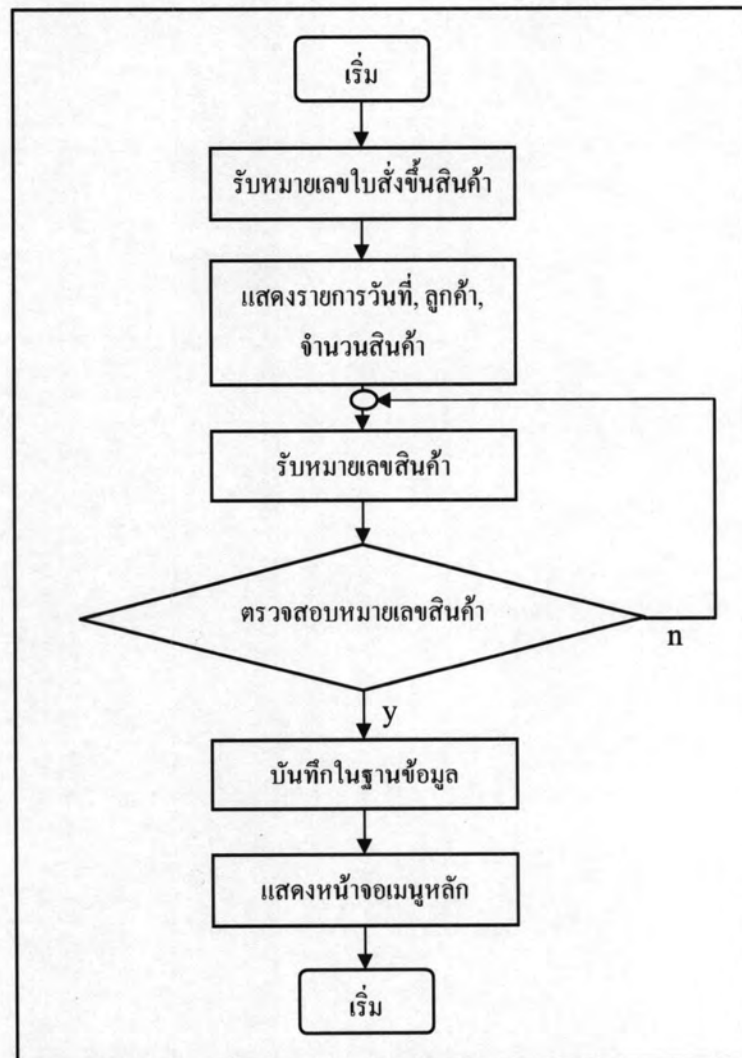 เริ่ม
รับหมายเลขใบสั่งขึ้นสินค้า
แสดงรายการวันที่, ลูกค้า,
จำนวนสินค้า
รับหมายเลขสินค้า
ตรวจสอบหมายเลขสินค้า
n
y
บันทึกในฐานข้อมูล
แสดงหน้าจอเมนูหลัก
เริ่ม